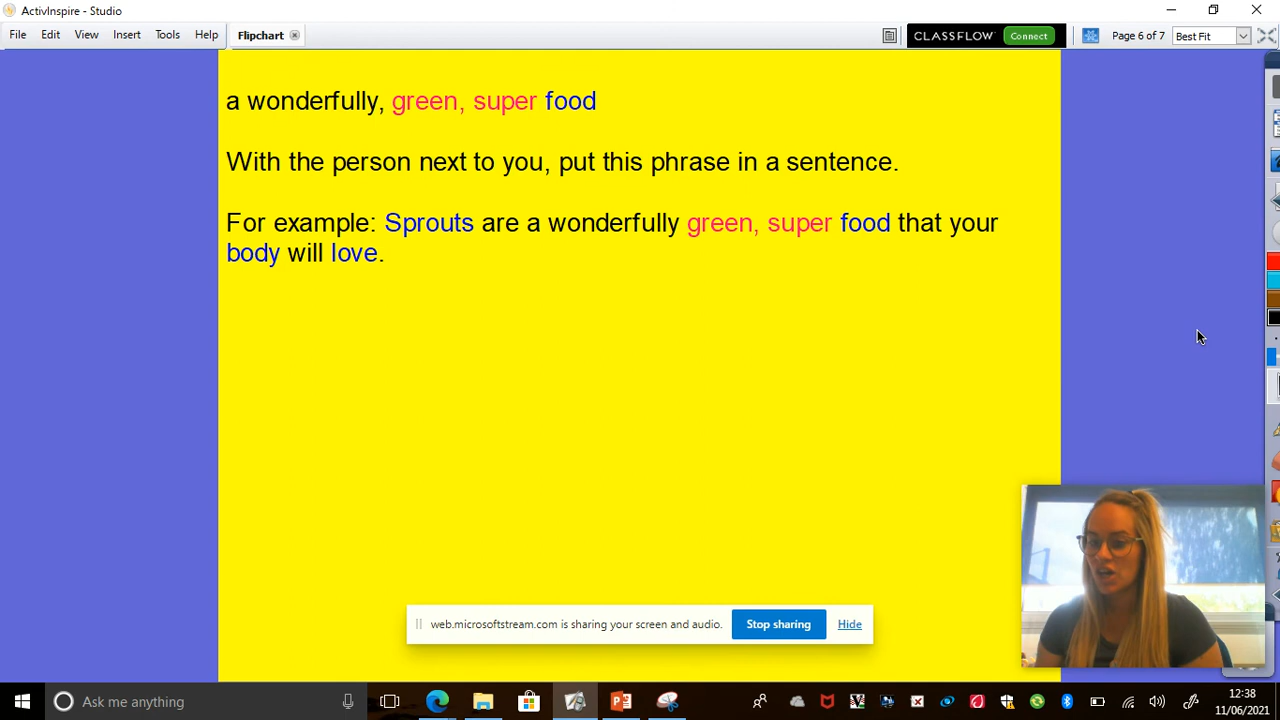 ActivInspire - Studio
File Edit View Insert Tools Help Flipchart CLASSFLOW Connect Page 6 of 7 Best Fit
a wonderfully, green, super food
With the person next to you, put this phrase in a sentence.
For example: Sprouts are a wonderfully green, super food that your
body will love.
web.microsoftstream.com is sharing your screen and audio. Stop sharing Hide
Ask me anything
12:38
11/06/2021